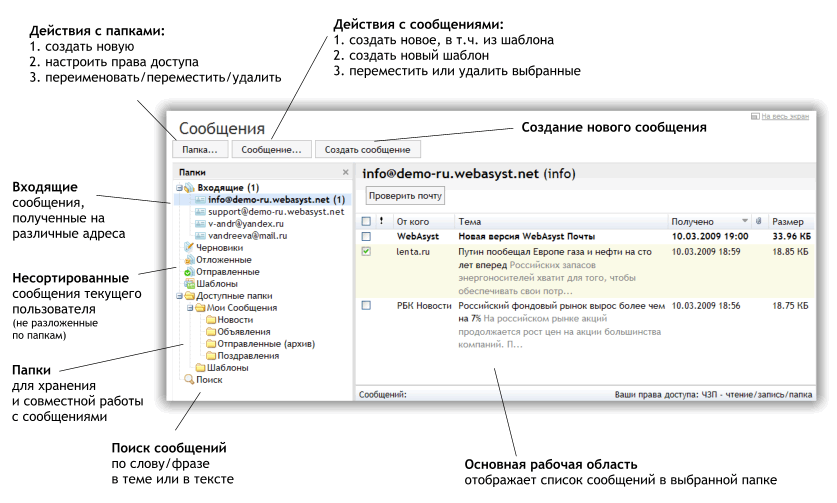 Действия с папками:
1. создать новую
2. настроить права доступа
3. переименовать/переместить/удалить
Действия с сообщениями:
1. создать новое, в т.ч. из шаблона
2. создать новый шаблон
3. переместить или удалить выбранные
Создание нового сообщения
На весь экран
Сообщения
Папка...
Сообщение...
Создать сообщение
Входящие
сообщения,
полученные на
различные адреса
Несортированные
сообщения текущего
пользователя
(не разложенные
по папкам)
Папки
для хранения
и совместной работы
с сообщениями
Папки ×
Входящие (1)
info@demo-ru.webasyst.net (1)
support@demo-ru.webasyst.net
v-andr@yandex.ru
vandreeva@mail.ru
Черновики
Отложенные
Отправленные
Шаблоны
Доступные папки
Мои Сообщения
Новости
Объявления
Отправленные (архив)
Поздравления
Шаблоны
Поиск
info@demo-ru.webasyst.net (info)
Проверить почту
! От кого Тема Получено Размер
WebAsyst Новая версия WebAsyst Почты 10.03.2009 19:00 33.96 КБ
lenta.ru Путин пообещал Европе газа и нефти на сто 10.03.2009 18:59 18.25 КБ
лет вперед Российских запасов
энергоносителей хватит для того, чтобы
обеспечивать свои потр...
РБК Новости Российский фондовый рынок вырос более чем 10.03.2009 18:56 18.75 КБ
на 7% На российском рынке акций
продолжается рост цен на акции большинства
компаний. П...
Сообщений: Ваши права доступа: ЧЗП - чтение/запись/папка
Поиск сообщений
по слову/фразе
в теме или в тексте
Основная рабочая область
отображает список сообщений в выбранной папке